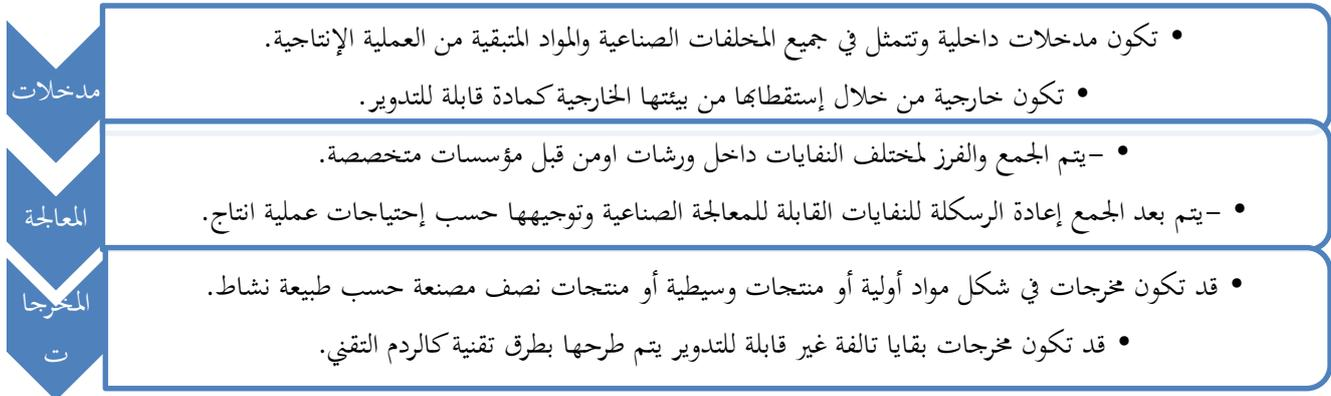 مدخلات
• تكون مدخلات داخلية وتتمثل في جميع المخلفات الصناعية والمواد المتبقية من العملية الإنتاجية.
• تكون خارجية من خلال إستقطابها من بيئتها الخارجية كمادة قابلة للتدوير.
المعالجة
• –يتم الجمع والفرز لمختلف النفايات داخل ورشات اومن قبل مؤسسات متخصصة.
• –يتم بعد الجمع إعادة الرسكلة للنفايات القابلة للمعالجة الصناعية وتوجيهها حسب إحتياجات عملية انتاج.
المخرجا
ت
• قد تكون مخرجات في شكل مواد أولية أو منتجات وسيطية أو منتجات نصف مصنعة حسب طبيعة نشاط.
• قد تكون مخرجات بقايا تالفة غير قابلة للتدوير يتم طرحها بطرق تقنية كالردم التقني.